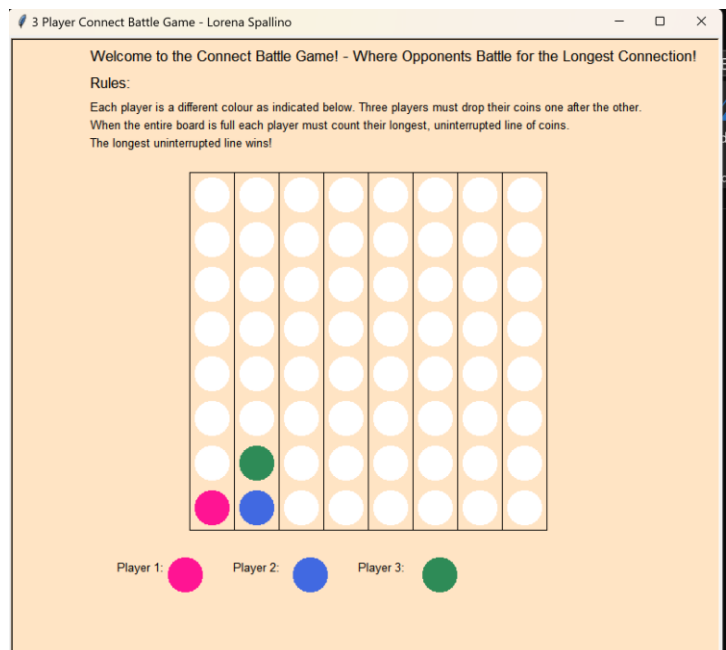 3 Player Connect Battle Game - Lorena Spallino
Welcome to the Connect Battle Game! - Where Opponents Battle for the Longest Connection!
Rules:
Each player is a different colour as indicated below. Three players must drop their coins one after the other.
When the entire board is full each player must count their longest, uninterrupted line of coins.
The longest uninterrupted line wins!
Player 1: Player 2: Player 3: